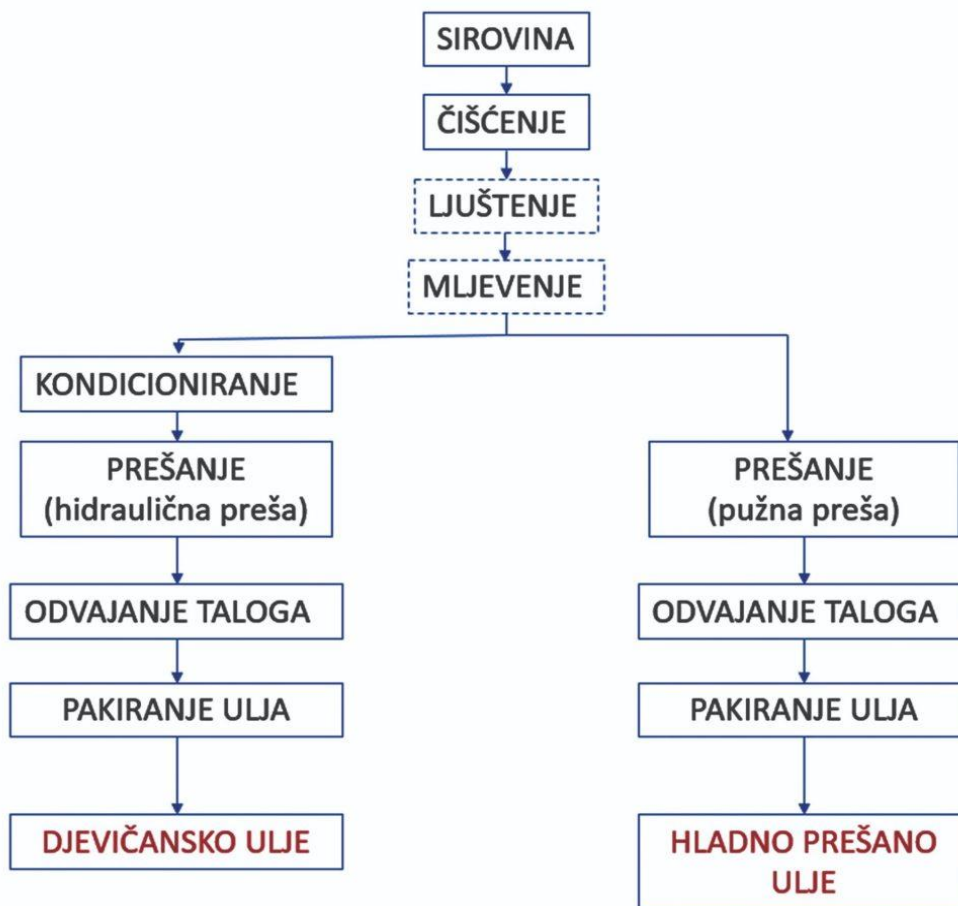 SIROVINA
ČIŠĆENJE
LJUŠTENJE
MLJEVENJE
KONDICIONIRANJE
PREŠANJE
(hidraulična preša)
ODVAJANJE TALOGA
PAKIRANJE ULJA
DJEVIČANSKO ULJE
PREŠANJE
(pužna preša)
ODVAJANJE TALOGA
PAKIRANJE ULJA
HLADNO PREŠANO
ULJE